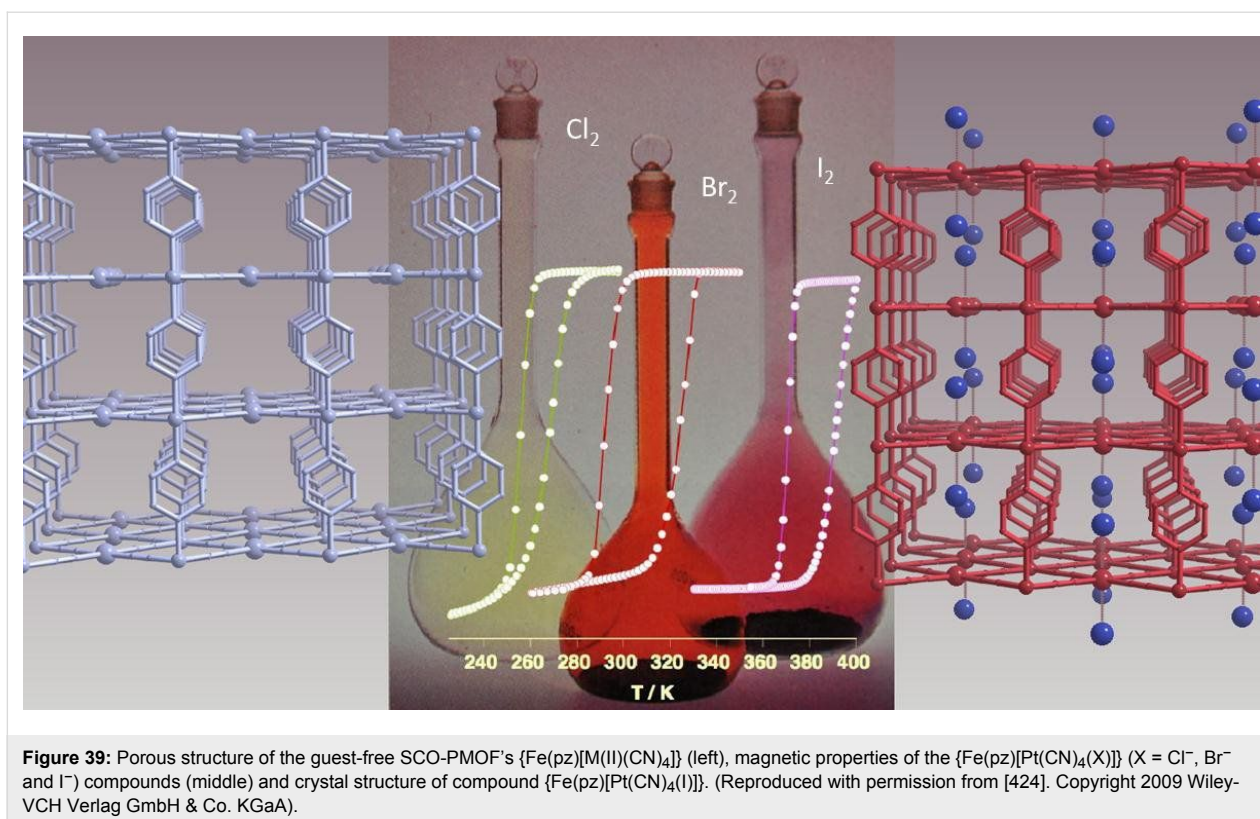 Cl₂
Br₂
I₂
240 260 280 300 320 340 360 380 400
T / K
Figure 39: Porous structure of the guest-free SCO-PMOF's {Fe(pz)[M(II)(CN)₄]} (left), magnetic properties of the {Fe(pz)[Pt(CN)₄(X)]} (X = Cl⁻, Br⁻
and I⁻) compounds (middle) and crystal structure of compound {Fe(pz)[Pt(CN)₄(I)]}. (Reproduced with permission from [424]. Copyright 2009 Wiley-
VCH Verlag GmbH & Co. KGaA).